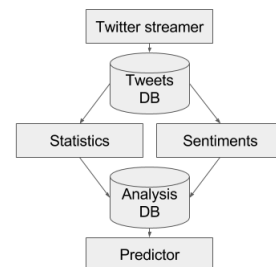 Twitter streamer
Tweets
DB
Statistics
Sentiments
Analysis
DB
Predictor